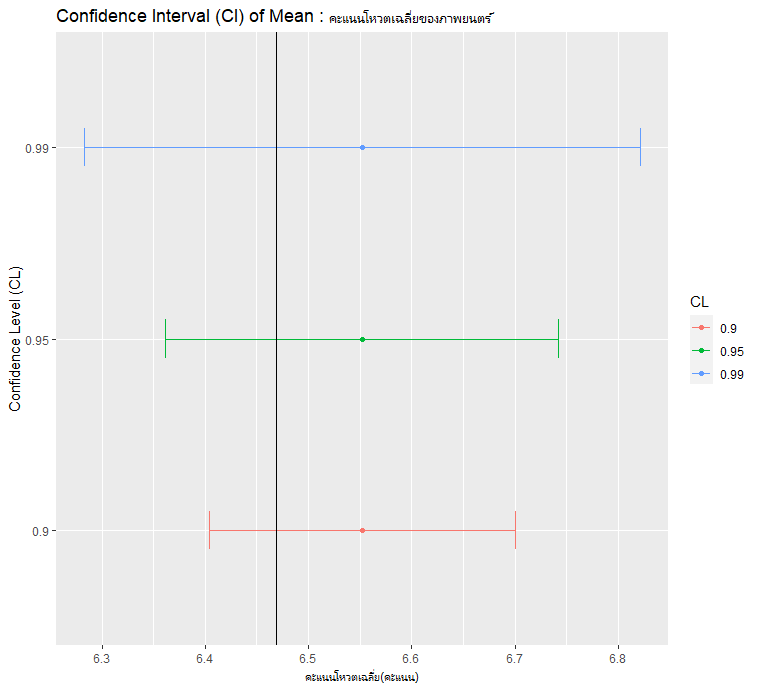 Confidence Interval (CI) of Mean : คะแนนโหวตเฉลี่ยของภาพยนตร์
Confidence Level (CL)
0.99
0.95
0.9
6.3 6.4 6.5 6.6 6.7 6.8
คะแนนโหวตเฉลี่ย(คะแนน)
CL
0.9
0.95
0.99